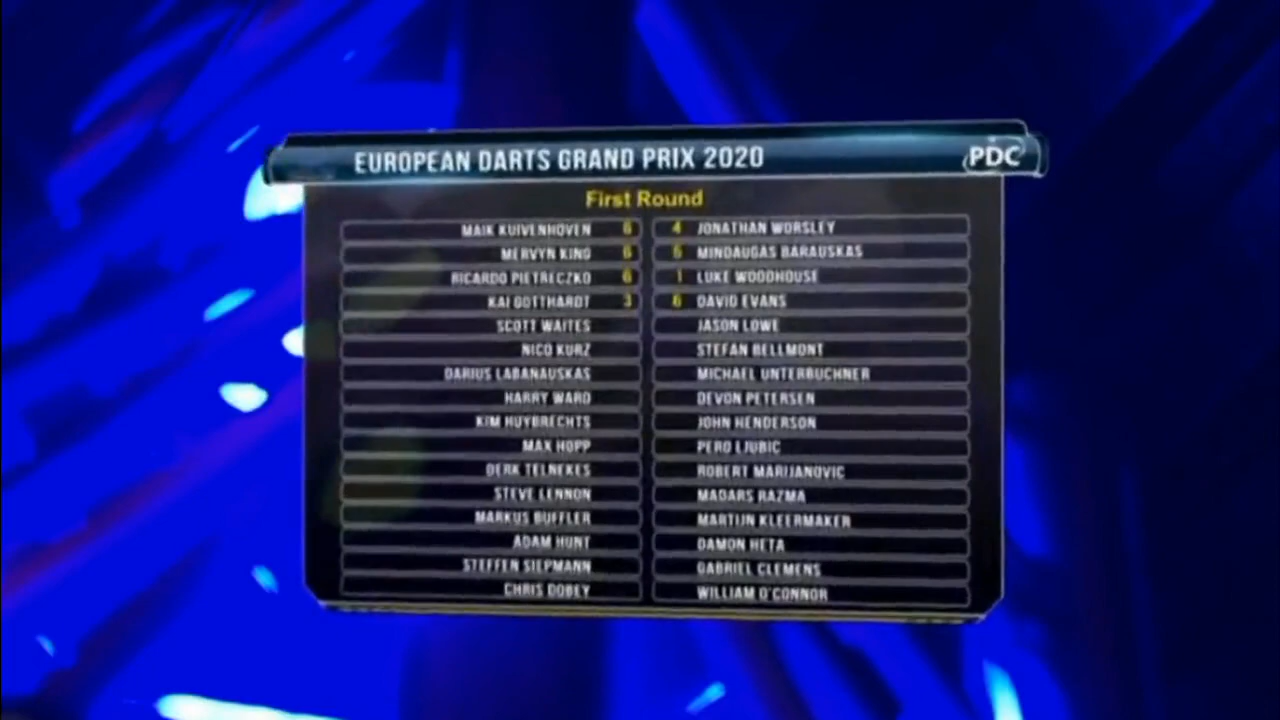 EUROPEAN DARTS GRAND PRIX 2020 PDC
First Round
MAIK KUIVENHOVEN 6 4 JONATHAN WORSLEY
MERVYN KING 6 5 MINDAUGAS BARAUSKAS
RICARDO PIETRECZKO 6 1 LUKE WOODHOUSE
KAI GOTTHARDT 3 6 DAVID EVANS
SCOTT WAITES JASON LOWE
NICO KURZ STEFAN BELLMONT
DARIUS LABANAUSKAS MICHAEL UNTERBUCHNER
HARRY WARD DEVON PETERSEN
KIM HUYBRECHTS JOHN HENDERSON
MAX HOPP PERO LJUBIC
DERK TELNEKES ROBERT MARIJANOVIC
STEVE LENNON MADARS RAZMA
MARKUS BUFFLER MARTIJN KLEERMAKER
ADAM HUNT DAMON HETA
STEFFEN SIEPMANN GABRIEL CLEMENS
CHRIS DOBEY WILLIAM O'CONNOR